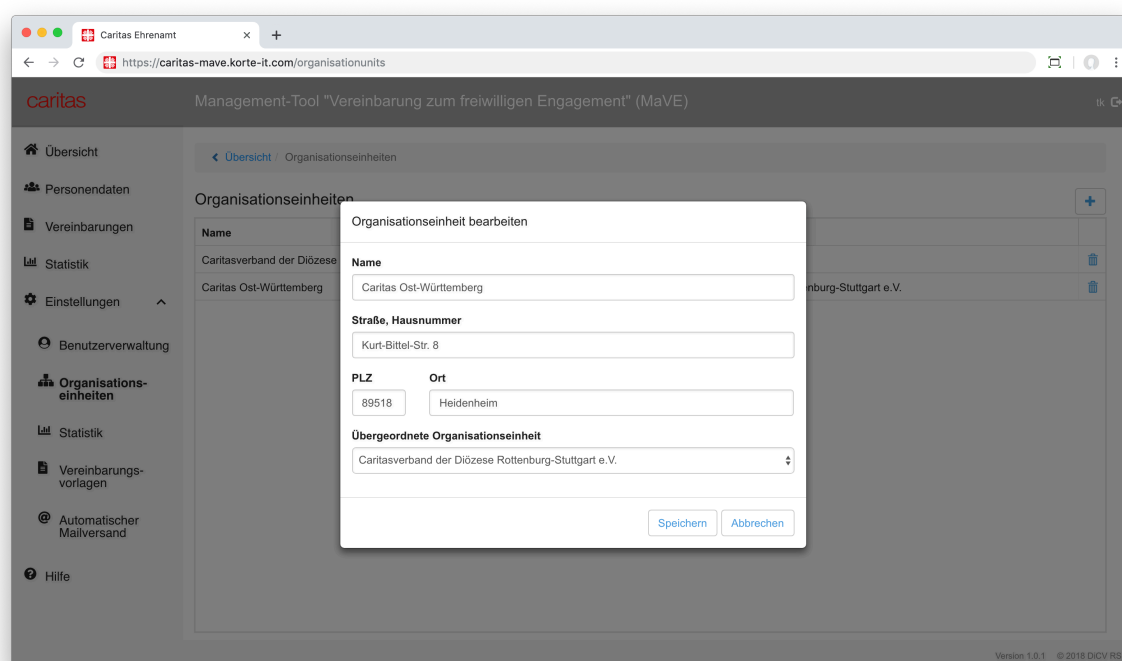 Caritas Ehrenamt
https://caritas-mave.korte-it.com/organisationunits
caritas
Management-Tool "Vereinbarung zum freiwilligen Engagement" (MaVE)
tk
Übersicht
Personendaten
Vereinbarungen
Statistik
Einstellungen
Benutzerverwaltung
Organisations-
einheiten
Statistik
Vereinbarungs-
vorlagen
@ Automatischer
Mailversand
Hilfe
Übersicht / Organisationseinheiten
Organisationseinheiten
Name
Caritasverband der Diözese
Caritas Ost-Württemberg nburg-Stuttgart e.V.
Organisationseinheit bearbeiten
Name
Caritas Ost-Württemberg
Straße, Hausnummer
Kurt-Bittel-Str. 8
PLZ Ort
89518 Heidenheim
Übergeordnete Organisationseinheit
Caritasverband der Diözese Rottenburg-Stuttgart e.V.
Speichern Abbrechen
Version 1.0.1 © 2018 DiCV RS